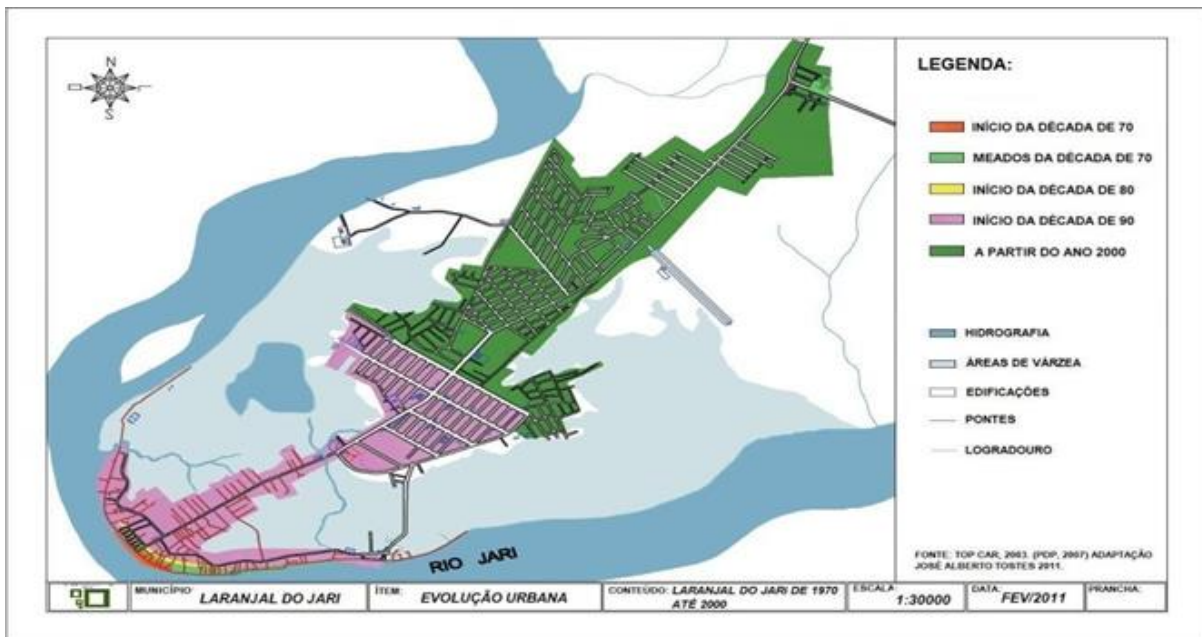 N
S
RIO JARI
LEGENDA:
INÍCIO DA DÉCADA DE 70
MEADOS DA DÉCADA DE 70
INÍCIO DA DÉCADA DE 80
INÍCIO DA DÉCADA DE 90
A PARTIR DO ANO 2000
HIDROGRAFIA
ÁREAS DE VÁRZEA
EDIFICAÇÕES
PONTES
LOGRADOURO
FONTE: TOP CAR, 2003. (PDP, 2007) ADAPTAÇÃO
JOSÉ ALBERTO TOSTES 2011.
MUNICÍPIO: LARANJAL DO JARI
ÍTEM: EVOLUÇÃO URBANA
CONTEÚDO: LARANJAL DO JARI DE 1970
ATÉ 2000
ESCALA 1:30000
DATA: FEV/2011
PRANCHA: